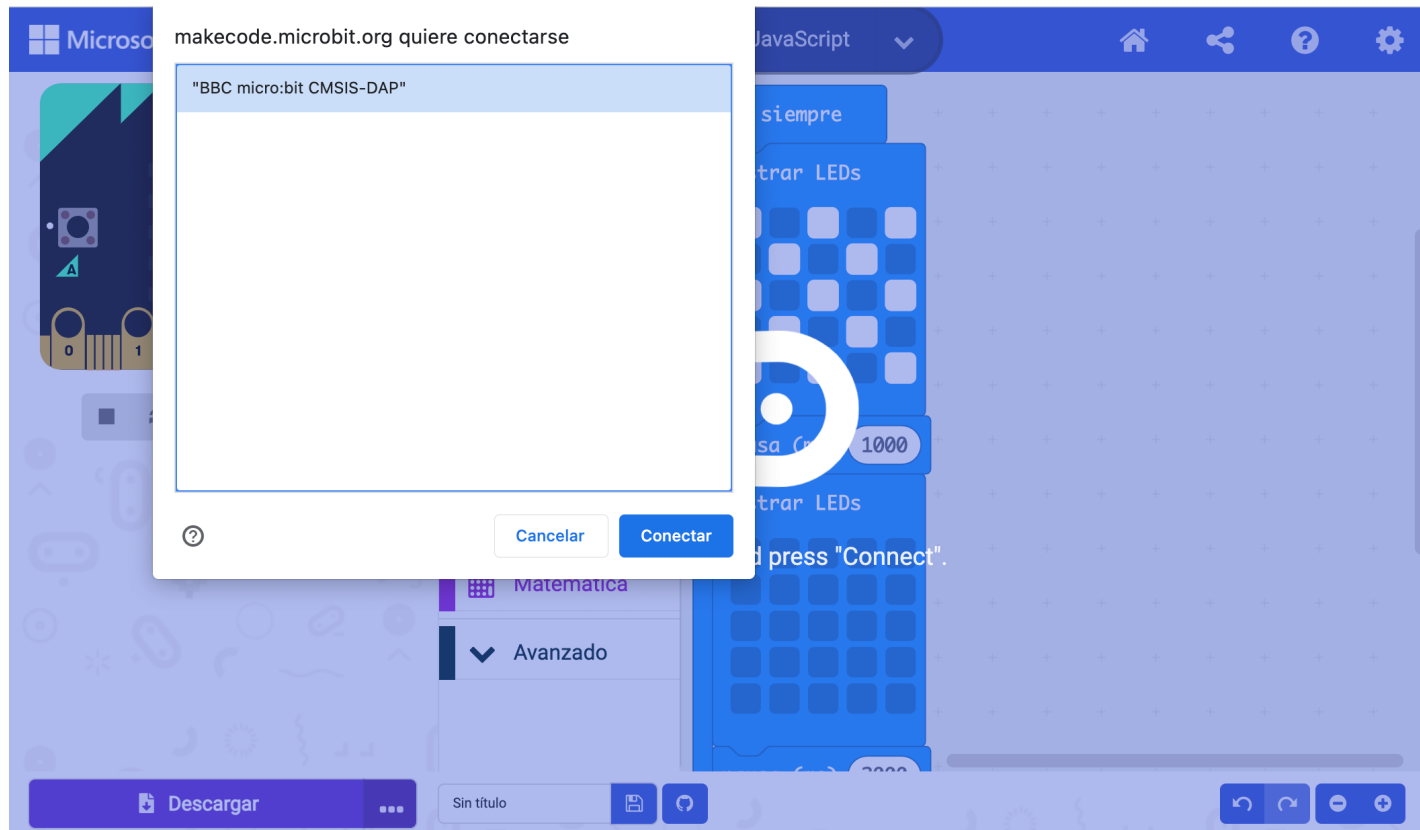 Microso
makecode.microbit.org quiere conectarse
JavaScript
"BBC micro:bit CMSIS-DAP"
siempre
trar LEDs
A
0
1
sa (
1000
Cancelar
Conectar
trar LEDs
d press "Connect".
Matemática
Avanzado
Descargar
Sin título